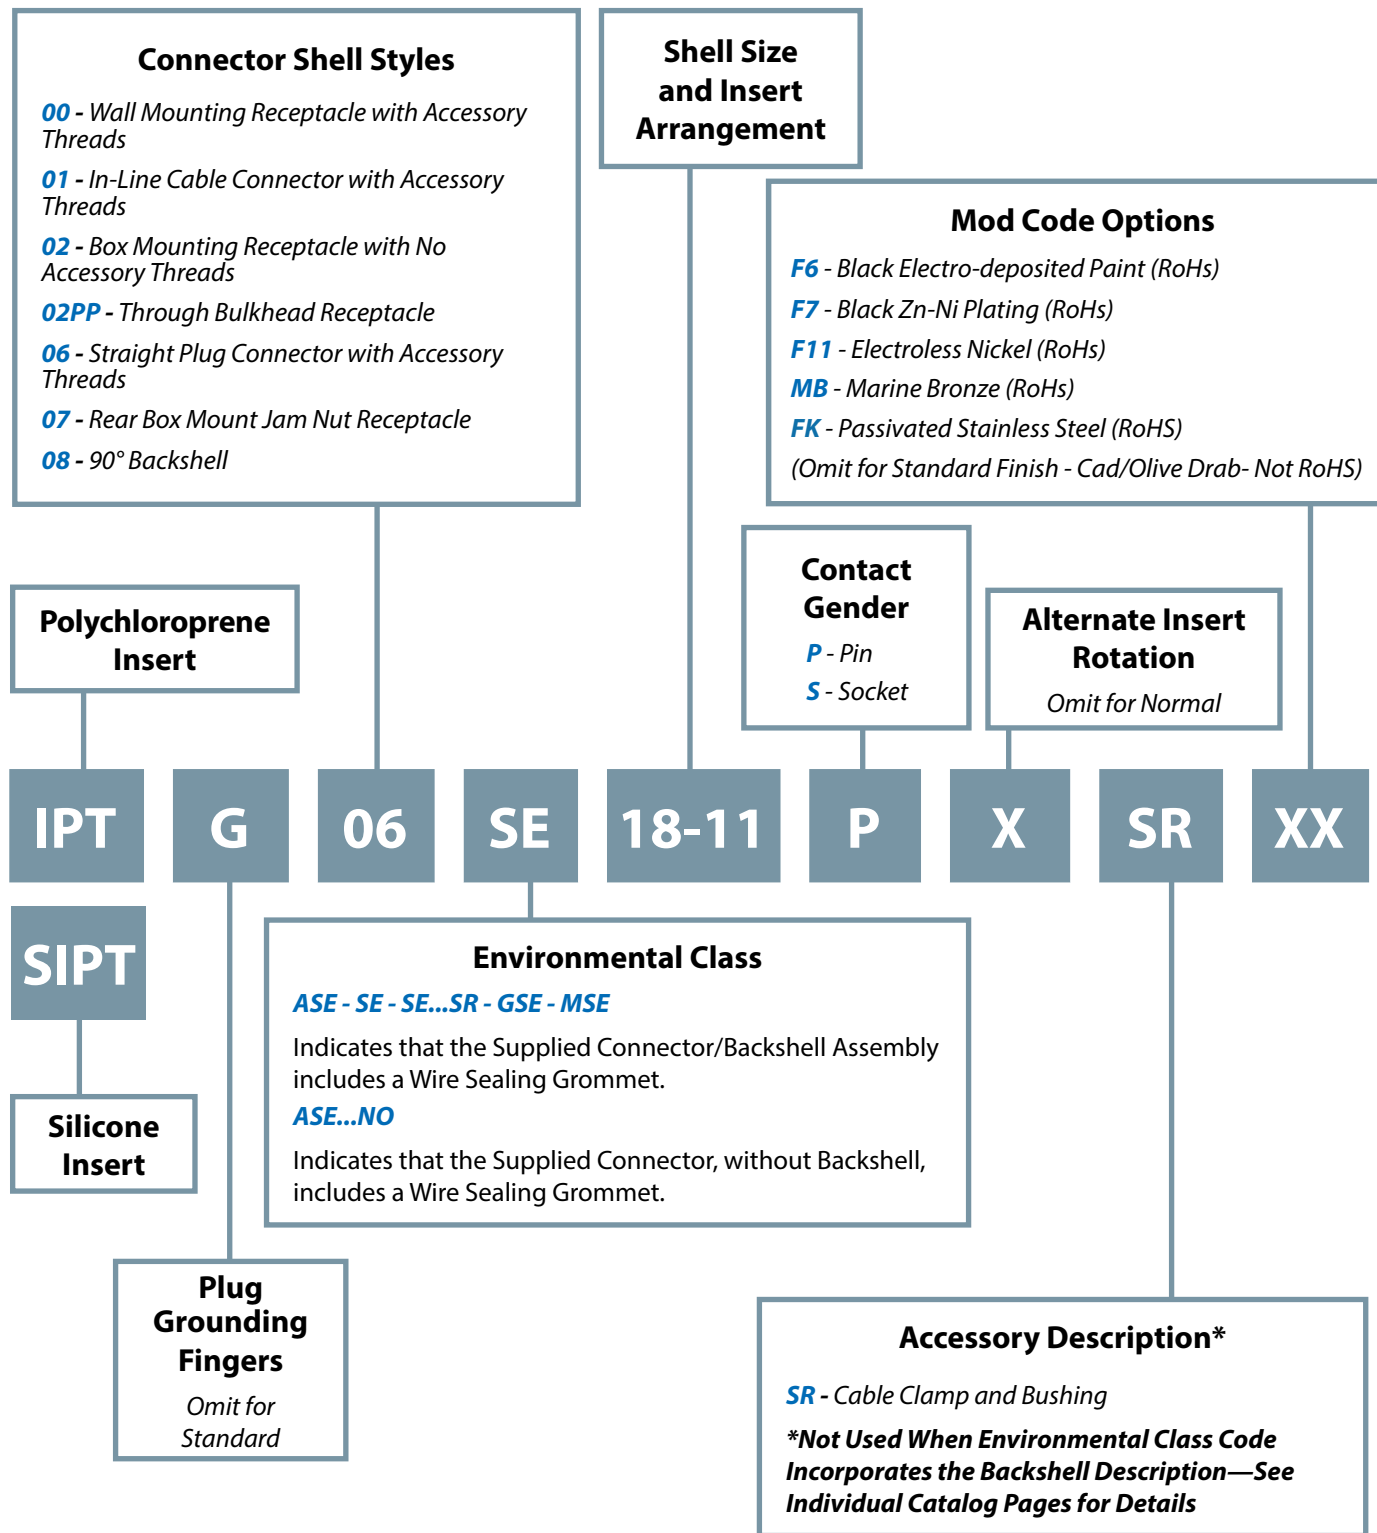 Connector Shell Styles
00 - Wall Mounting Receptacle with Accessory
Threads
01 - In-Line Cable Connector with Accessory
Threads
02 - Box Mounting Receptacle with No
Accessory Threads
02PP - Through Bulkhead Receptacle
06 - Straight Plug Connector with Accessory
Threads
07 - Rear Box Mount Jam Nut Receptacle
08 - 90° Backshell
Shell Size
and Insert
Arrangement
Mod Code Options
F6 - Black Electro-deposited Paint (RoHs)
F7 - Black Zn-Ni Plating (RoHs)
F11 - Electroless Nickel (RoHs)
MB - Marine Bronze (RoHs)
FK - Passivated Stainless Steel (RoHS)
(Omit for Standard Finish - Cad/Olive Drab- Not RoHS)
Contact
Gender
P - Pin
S - Socket
Alternate Insert
Rotation
Omit for Normal
Polychloroprene
Insert
IPT G 06 SE 18-11 P X SR XX
SIPT
Silicone
Insert
Environmental Class
ASE - SE - SE...SR - GSE - MSE
Indicates that the Supplied Connector/Backshell Assembly
includes a Wire Sealing Grommet.
ASE...NO
Indicates that the Supplied Connector, without Backshell,
includes a Wire Sealing Grommet.
Plug
Grounding
Fingers
Omit for
Standard
Accessory Description*
SR - Cable Clamp and Bushing
*Not Used When Environmental Class Code
Incorporates the Backshell Description—See
Individual Catalog Pages for Details